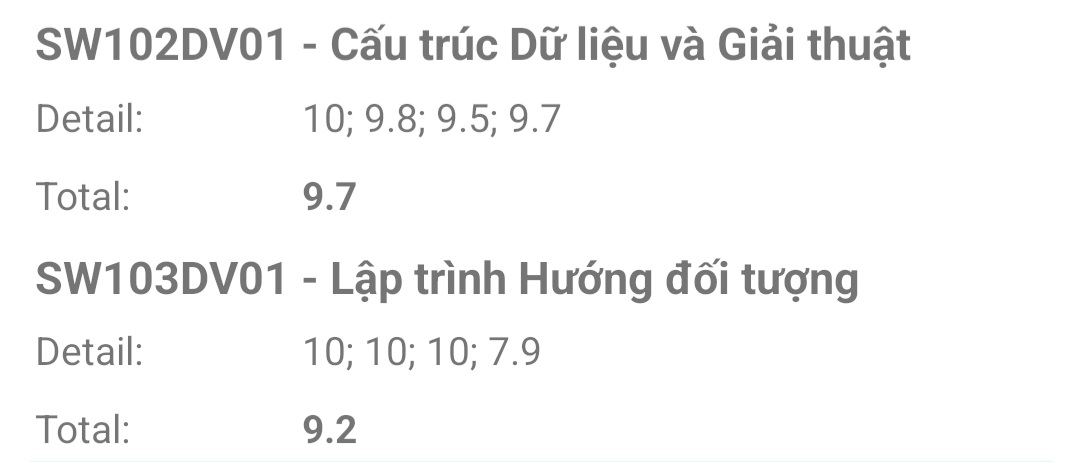 SW102DV01 - Cấu trúc Dữ liệu và Giải thuật
Detail: 10; 9.8; 9.5; 9.7
Total: 9.7
SW103DV01 - Lập trình Hướng đối tượng
Detail: 10; 10; 10; 7.9
Total: 9.2